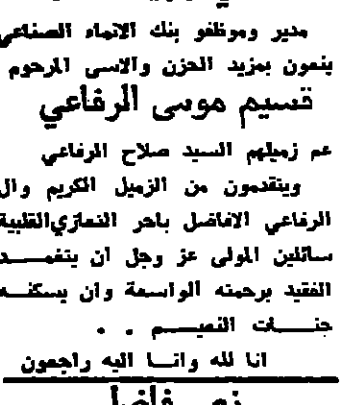 مدير وموظفو بنك الانماء الصناعي
ينعون بمزيد الحزن والاسى المرحوم
قسيم موسى الرفاعي
عم زميلهم السيد صلاح الرفاعي
ويتقدمون من الزميل الكريم وال
الرفاعي الافاضل باحر التعازي القلبية
سائلين المولى عز وجل ان يتغمد
الفقيد برحمته الواسعة وان يسكنه
جنات النعيم . .
انا لله وانا اليه راجعون